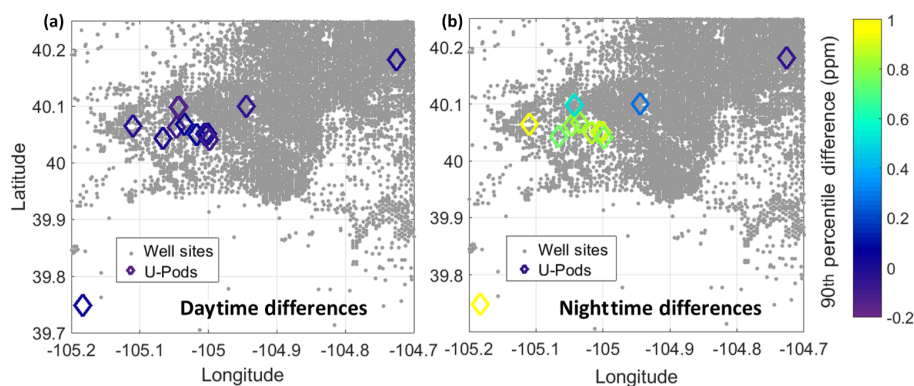 (a)
40.2
40.1
40
39.9
39.8
39.7
Latitude
Well sites
U-Pods
Daytime differences
-105.2 -105.1 -105 -104.9 -104.8 -104.7
Longitude
(b)
40.2
40.1
40
39.9
39.8
Well sites
U-Pods
Nighttime differences
-105.2 -105.1 -105 -104.9 -104.8 -104.7
Longitude
1
0.8
0.6
0.4
0.2
0
-0.2
90th percentile difference (ppm)